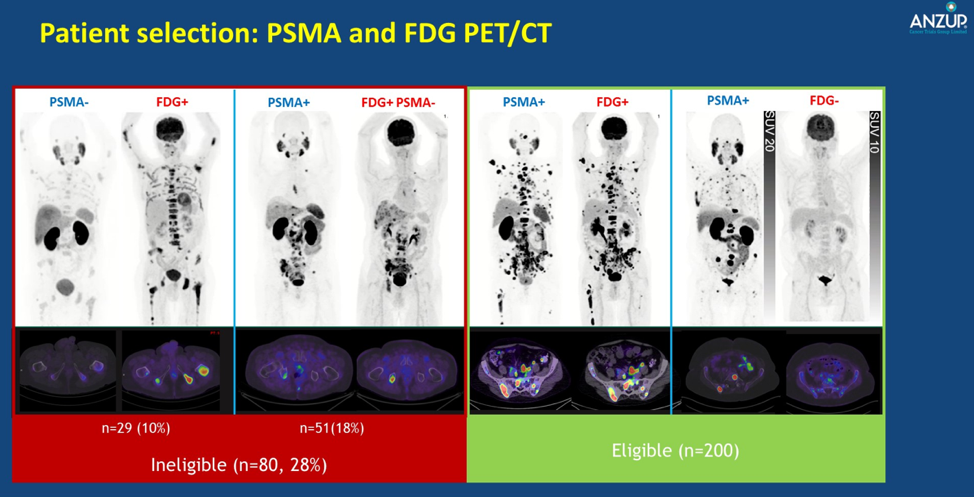 Patient selection: PSMA and FDG PET/CT
ANZUP
Cancer Trials Group Limited
PSMA-
FDG+
PSMA+
FDG+ PSMA-
PSMA+
FDG+
PSMA+
FDG-
SUV 20
SUV 10
n=29 (10%)
n=51(18%)
Ineligible (n=80, 28%)
Eligible (n=200)